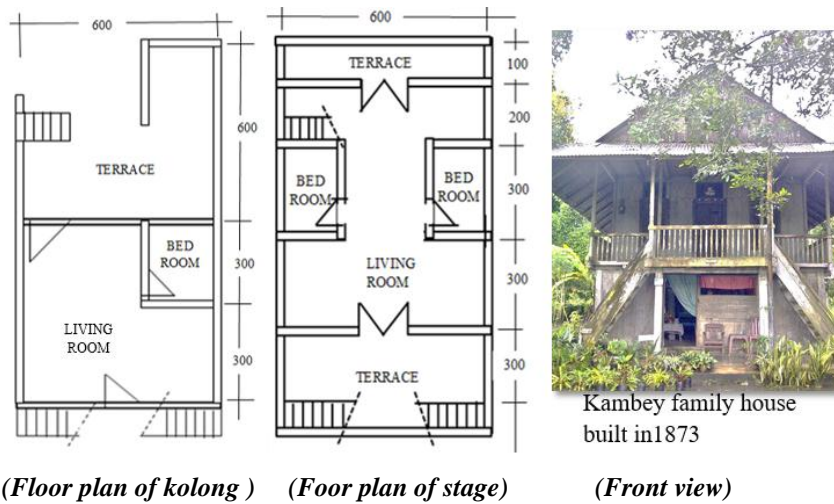 600
TERRACE
600
BED
ROOM
300
LIVING
ROOM
300
600
TERRACE
100
200
BED
ROOM
BED
ROOM
300
LIVING
ROOM
300
TERRACE
300
Kambey family house
built in1873
(Floor plan of kolong )
(Foor plan of stage)
(Front view)